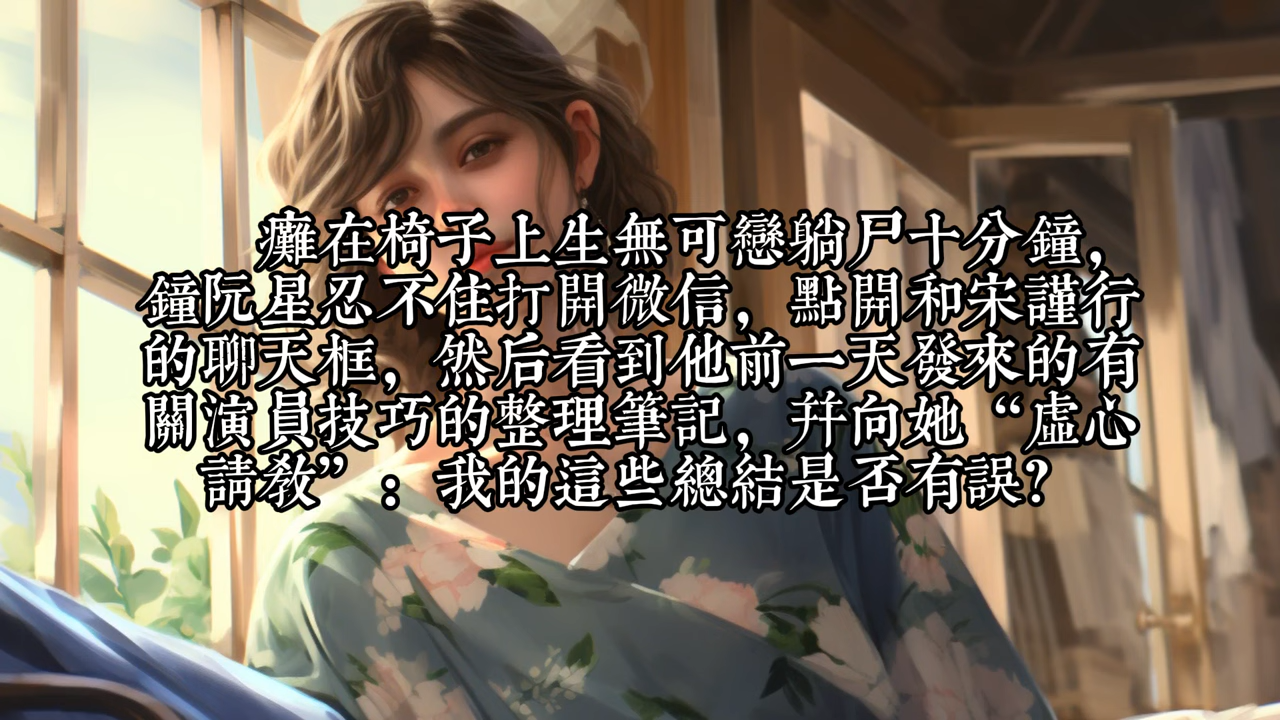 癱在椅子上生無可戀躺尸十分鐘，
鐘阮星忍不住打開微信，點開和宋謹行
的聊天框，然后看到他前一天發來的有
關演員技巧的整理筆記，并向她“虛心
請教”：我的這些總結是否有誤？